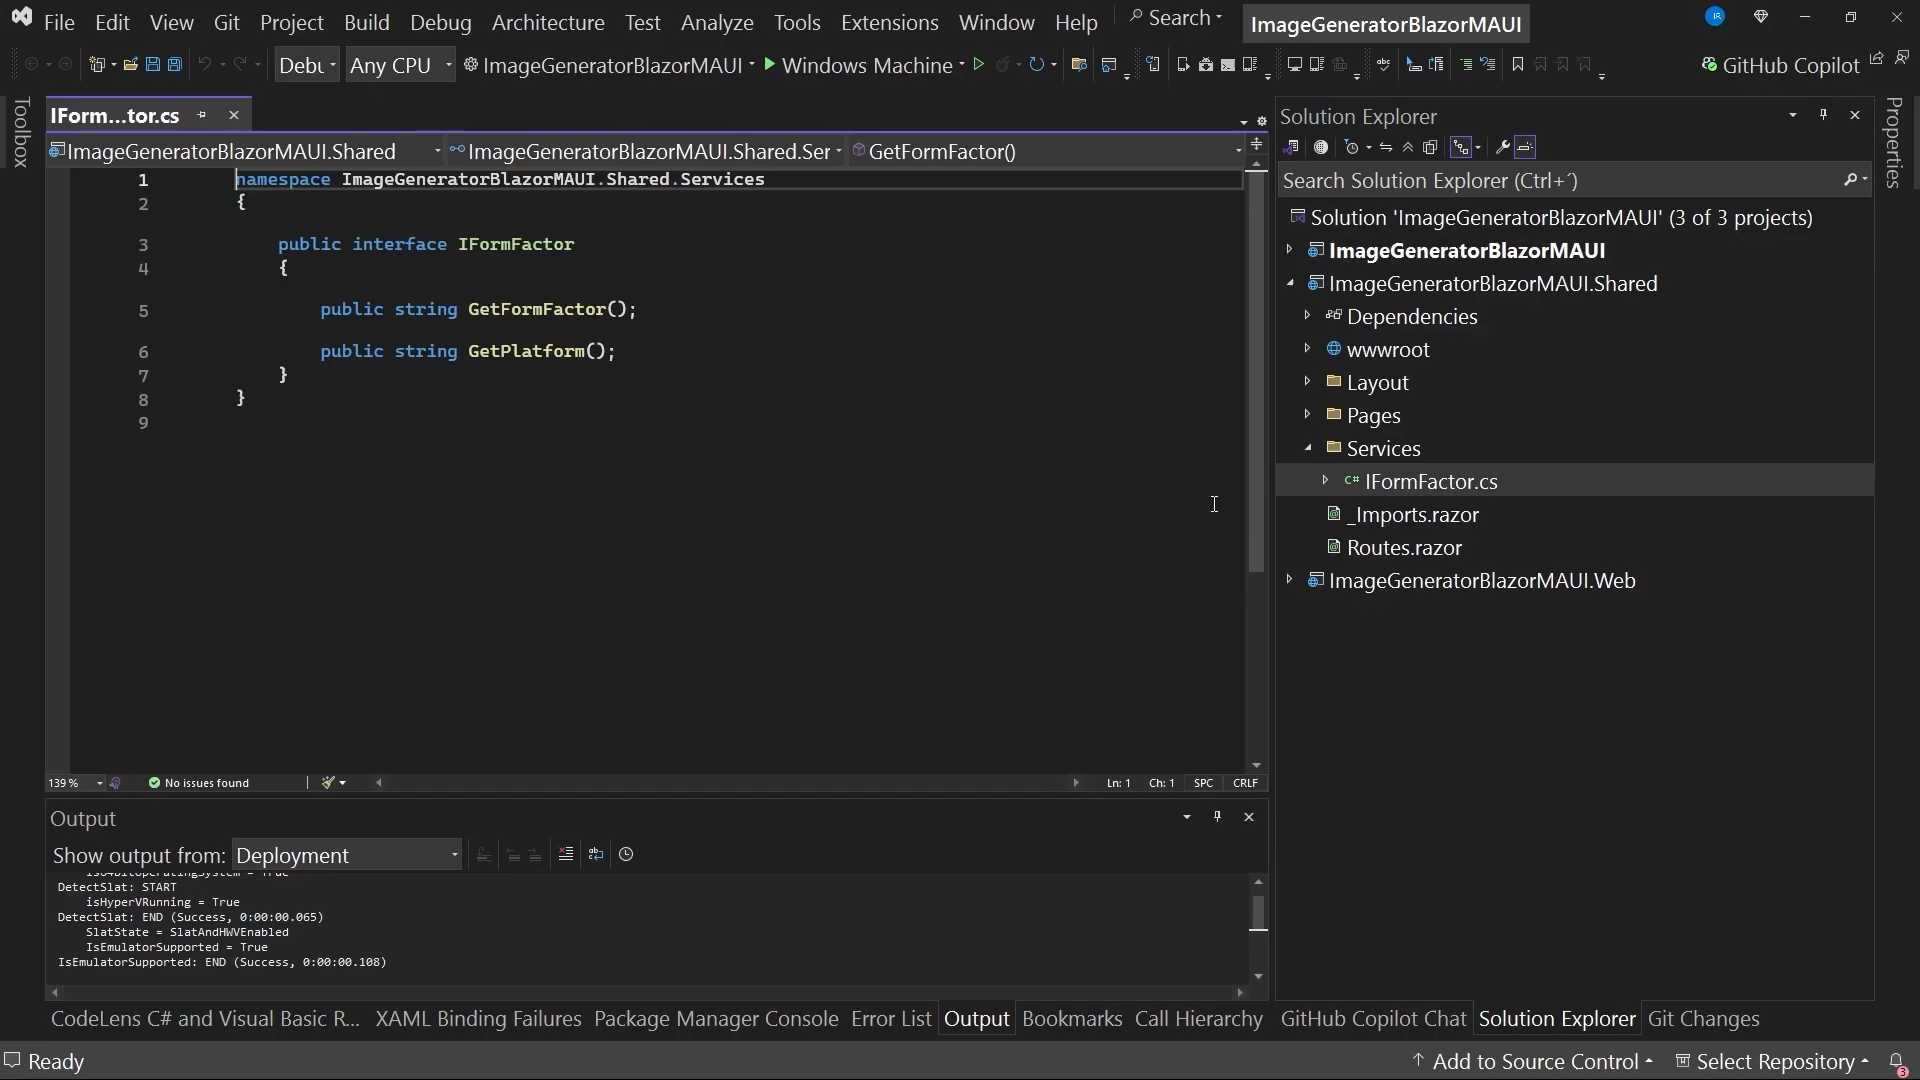 File Edit View Git Project Build Debug Architecture Test Analyze Tools Extensions Window Help Search ImageGeneratorBlazorMAUI IR
Debu Any CPU ImageGeneratorBlazorMAUI Windows Machine GitHub Copilot
Toolbox
IForm...tor.cs
ImageGeneratorBlazorMAUI.Shared ImageGeneratorBlazorMAUI.Shared.Ser GetFormFactor()
1 namespace ImageGeneratorBlazorMAUI.Shared.Services
2 {
3 public interface IFormFactor
4 {
5 public string GetFormFactor();
6 public string GetPlatform();
7 }
8 }
9
139 % No issues found Ln: 1 Ch: 1 SPC CRLF
Output
Show output from: Deployment
DetectSlat: START
isHyperVRunning = True
DetectSlat: END (Success, 0:00:00.065)
SlatState = SlatAndHWVEnabled
IsEmulatorSupported = True
IsEmulatorSupported: END (Success, 0:00:00.108)
Solution Explorer
Search Solution Explorer (Ctrl+´)
Solution 'ImageGeneratorBlazorMAUI' (3 of 3 projects)
ImageGeneratorBlazorMAUI
ImageGeneratorBlazorMAUI.Shared
Dependencies
wwwroot
Layout
Pages
Services
C# IFormFactor.cs
_Imports.razor
Routes.razor
ImageGeneratorBlazorMAUI.Web
Properties
CodeLens C# and Visual Basic R... XAML Binding Failures Package Manager Console Error List Output Bookmarks Call Hierarchy GitHub Copilot Chat Solution Explorer Git Changes
Ready Add to Source Control Select Repository 3